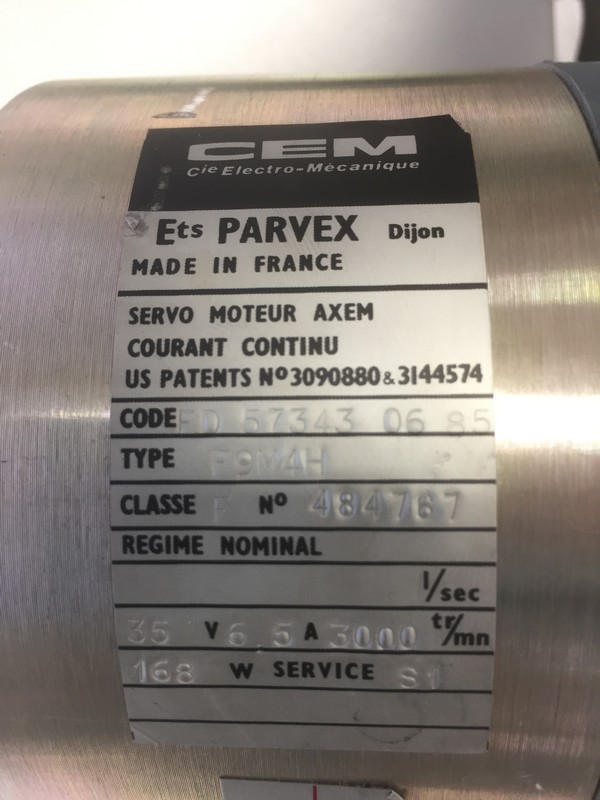 CEM
Cie Electro-Mécanique
Ets PARVEX Dijon
MADE IN FRANCE
SERVO MOTEUR AXEM
COURANT CONTINU
US PATENTS Nº 3090880 & 3144574
CODE FD 57343 06 85
TYPE F9M4H
CLASSE F Nº 484767
REGIME NOMINAL
1/sec
35 V 6.5 A 3000 tr/mn
168 W SERVICE S1